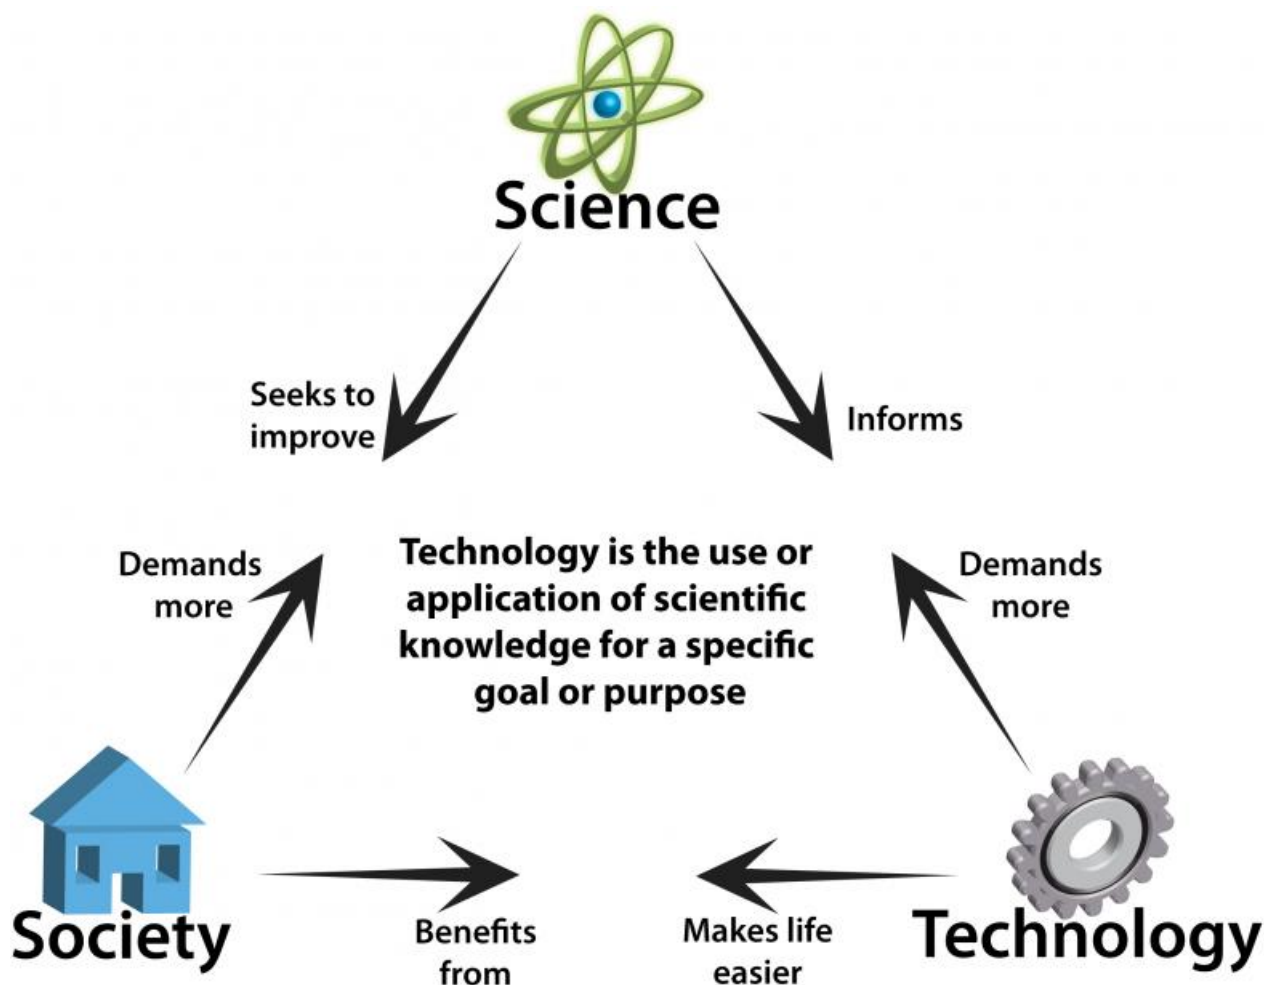 Science
Seeks to
improve
Informs
Demands
more
Technology is the use or
application of scientific
knowledge for a specific
goal or purpose
Demands
more
Society
Benefits
from
Makes life
easier
Technology